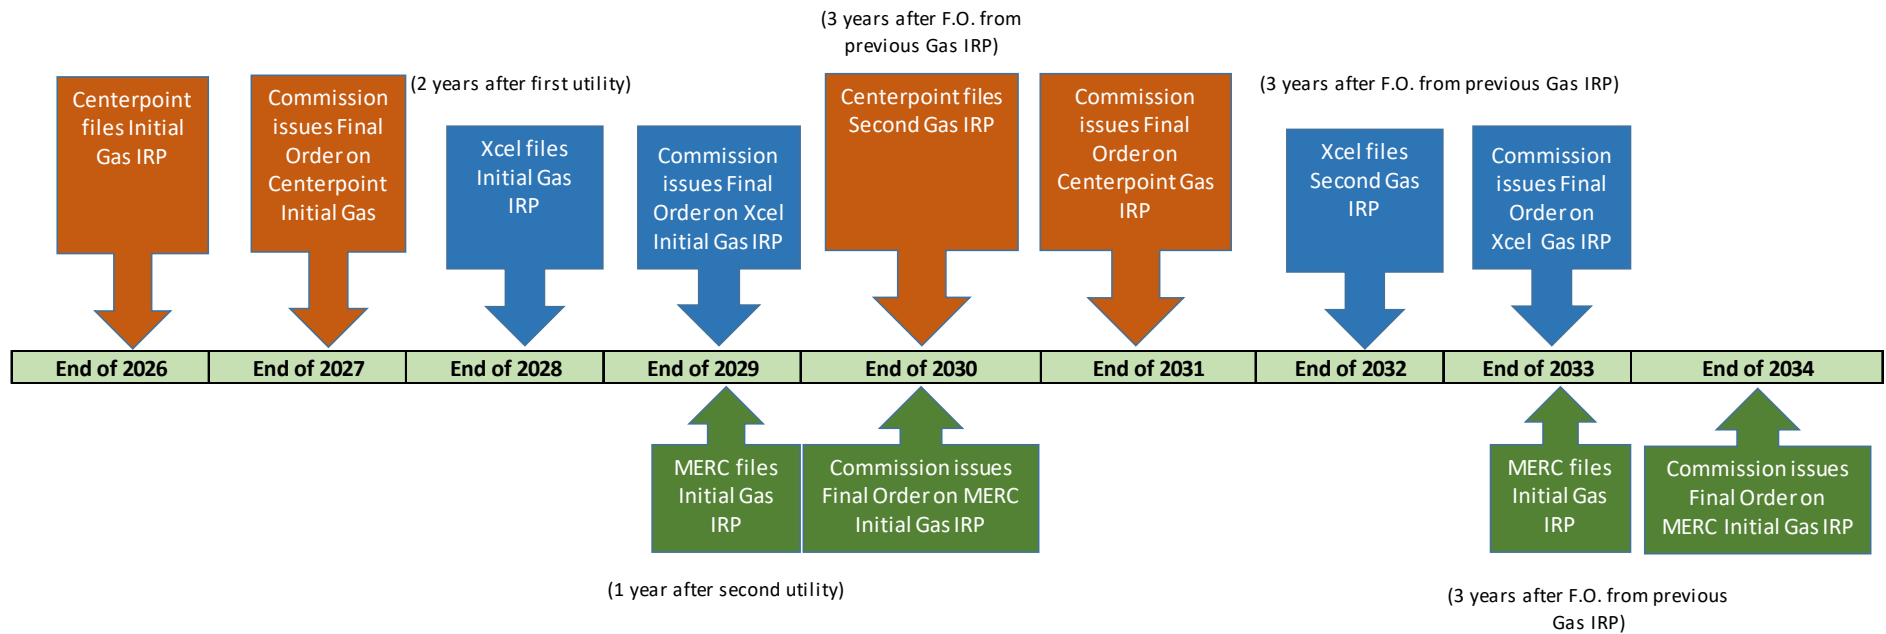 (3 years after F.O. from
previous Gas IRP)
(2 years after first utility)
(3 years after F.O. from previous Gas IRP)
Centerpoint
files Initial
Gas IRP
Commission
issues Final
Order on
Centerpoint
Initial Gas
Xcel files
Initial Gas
IRP
Commission
issues Final
Order on Xcel
Initial Gas IRP
Centerpoint files
Second Gas IRP
Commission
issues Final
Order on
Centerpoint Gas
IRP
Xcel files
Second Gas
IRP
Commission
issues Final
Order on
Xcel Gas IRP
End of 2026
End of 2027
End of 2028
End of 2029
End of 2030
End of 2031
End of 2032
End of 2033
End of 2034
MERC files
Initial Gas
IRP
Commission issues
Final Order on MERC
Initial Gas IRP
MERC files
Initial Gas
IRP
Commission issues
Final Order on
MERC Initial Gas IRP
(1 year after second utility)
(3 years after F.O. from previous
Gas IRP)